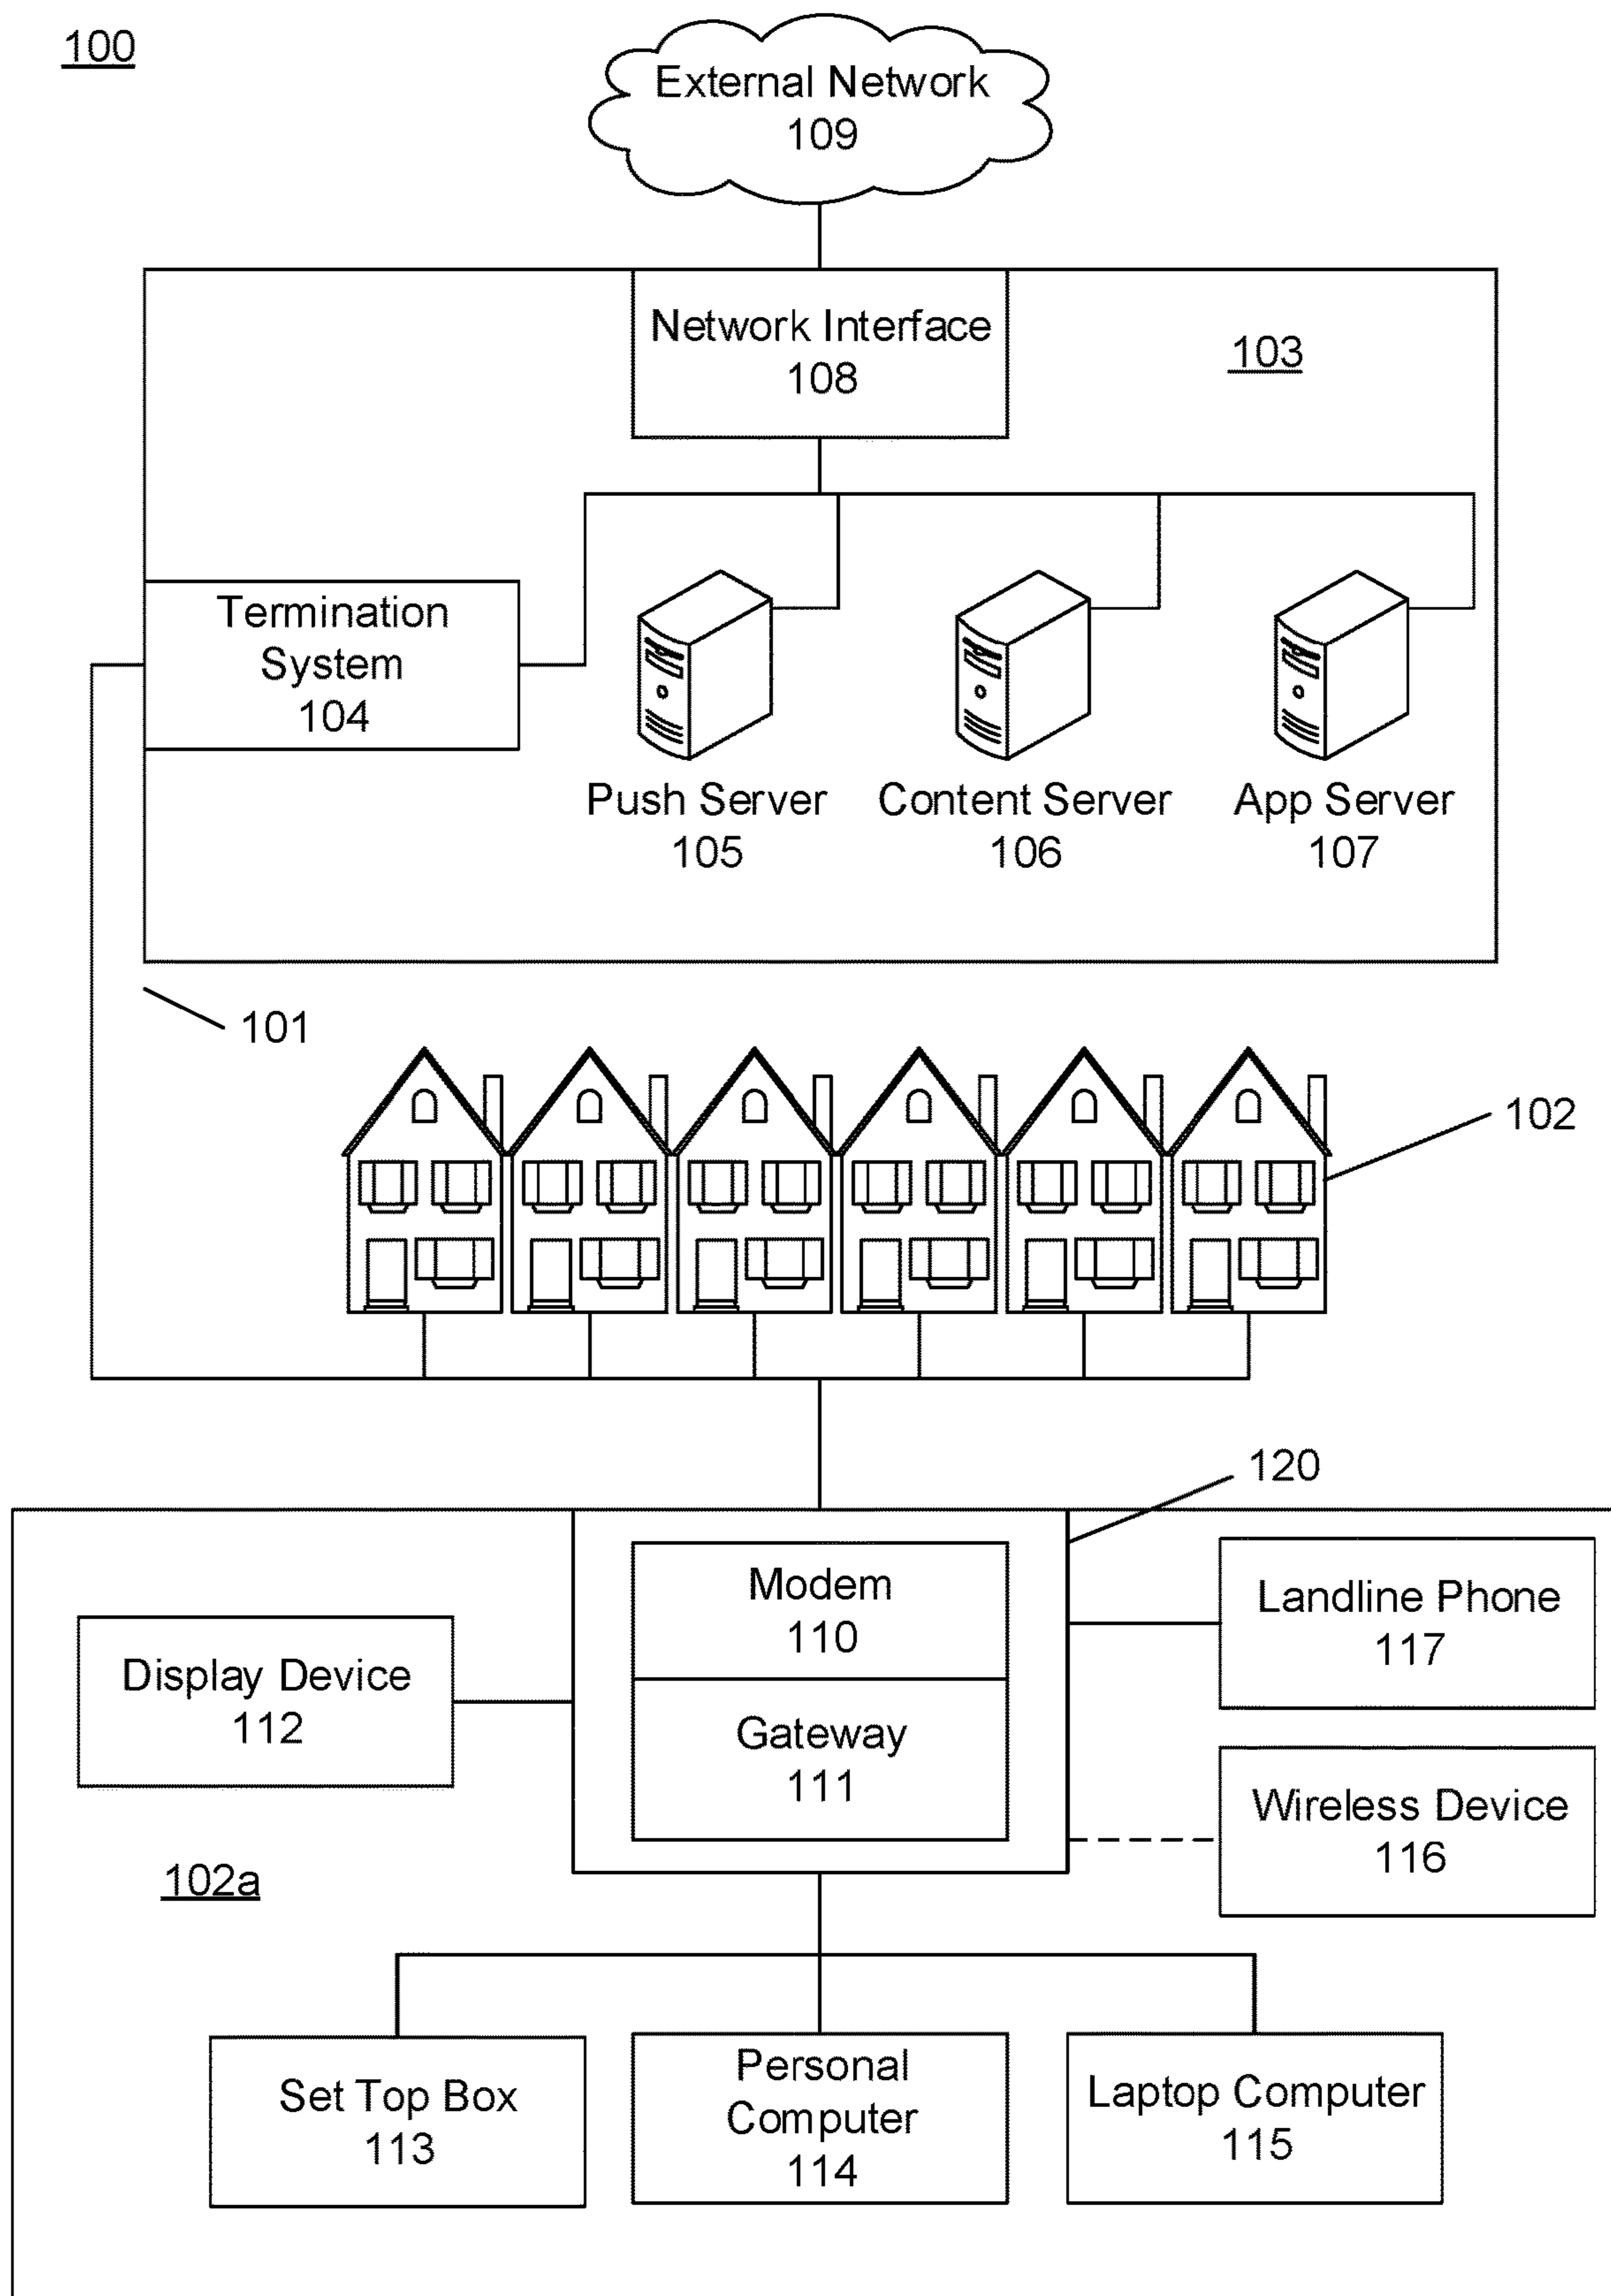 100
External Network
109
Network Interface
108
103
Termination
System
104
Push Server
105
Content Server
106
App Server
107
101
102
120
Modem
110
Gateway
111
Display Device
112
Landline Phone
117
Wireless Device
116
102a
Set Top Box
113
Personal
Computer
114
Laptop Computer
115